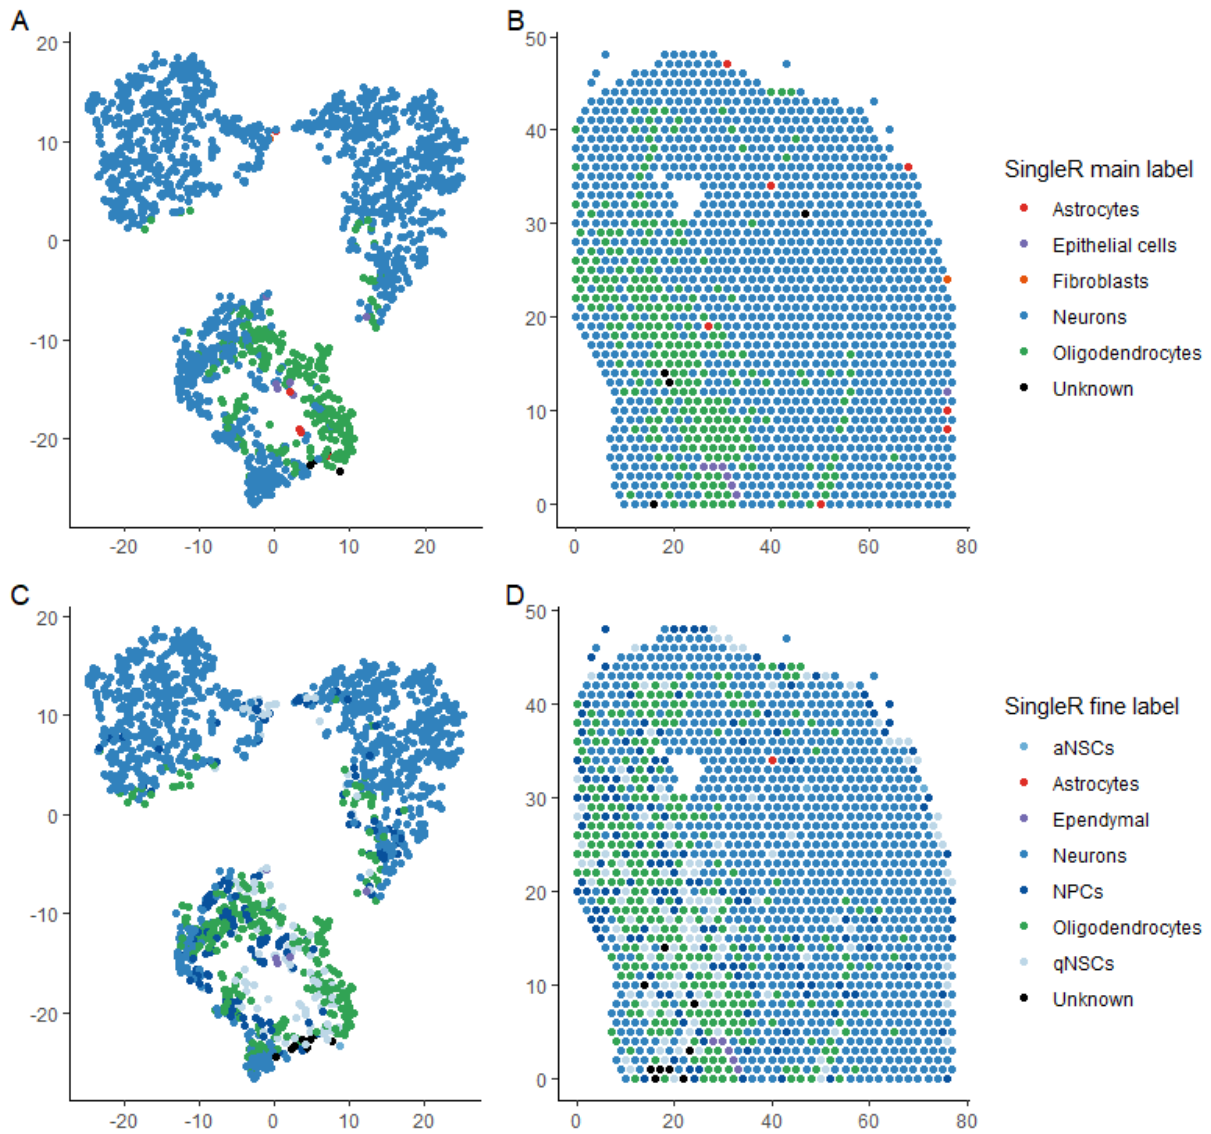 A
20
10
0
-10
-20
-20
-10
0
10
20
B
50
40
30
20
10
0
0
20
40
60
80
SingleR main label
Astrocytes
Epithelial cells
Fibroblasts
Neurons
Oligodendrocytes
Unknown
C
20
10
0
-10
-20
-20
-10
0
10
20
D
50
40
30
20
10
0
0
20
40
60
80
SingleR fine label
aNSCs
Astrocytes
Ependymal
Neurons
NPCs
Oligodendrocytes
qNSCs
Unknown